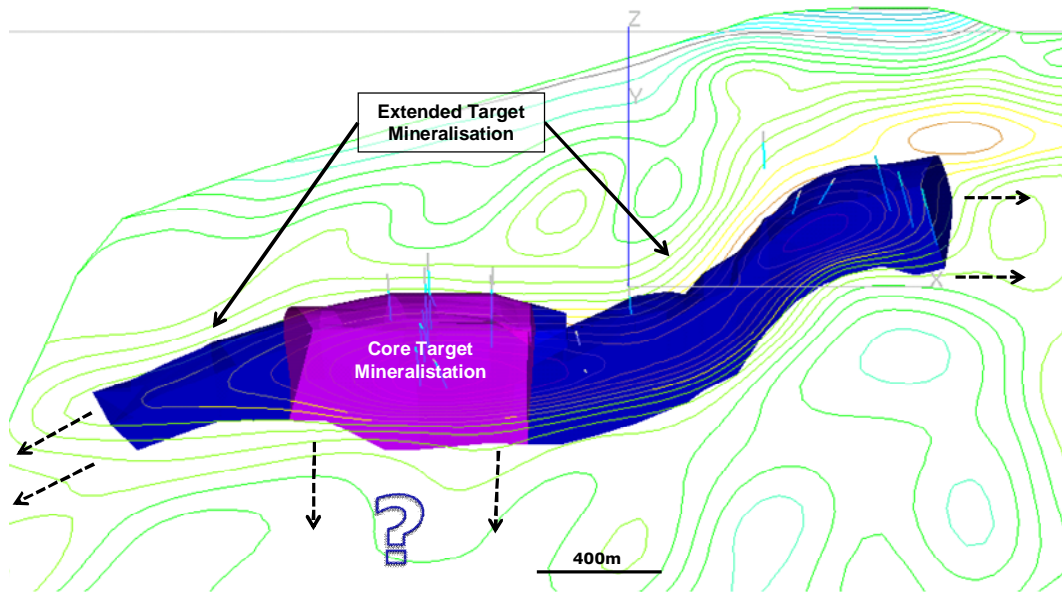 Z
Y
Extended Target
Mineralisation
X
Core Target
Mineralistation
?
400m